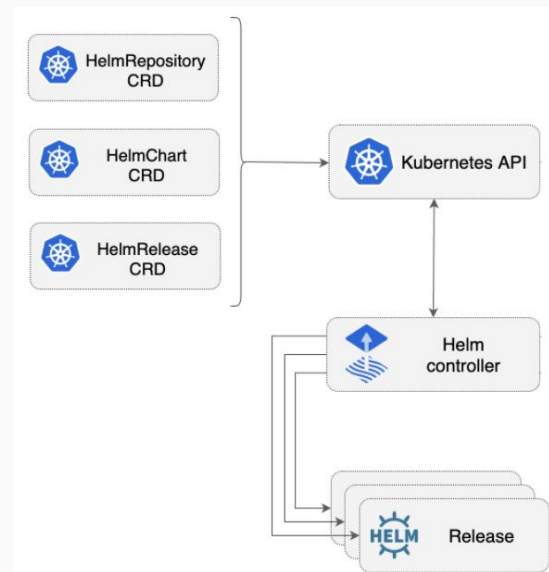 HelmRepository
CRD
HelmChart
CRD
HelmRelease
CRD
Kubernetes API
Helm
controller
HELM
Release